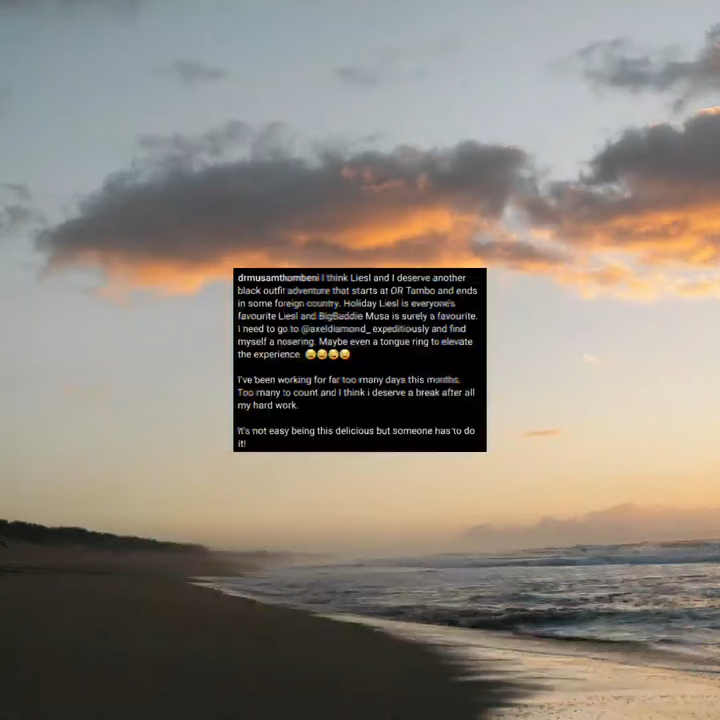 drmusamthombeni I think Liesl and I deserve another
black outfit adventure that starts at OR Tambo and ends
in some foreign country. Holiday Liesl is everyone's
favourite Liesl and BigBaddie Musa is surely a favourite.
I need to go to @axeldiamond_ expeditiously and find
myself a nosering. Maybe even a tongue ring to elevate
the experience 😂😂😂😂
I've been working for far too many days this months.
Too many to count and I think i deserve a break after all
my hard work.
It's not easy being this delicious but someone has to do
it!